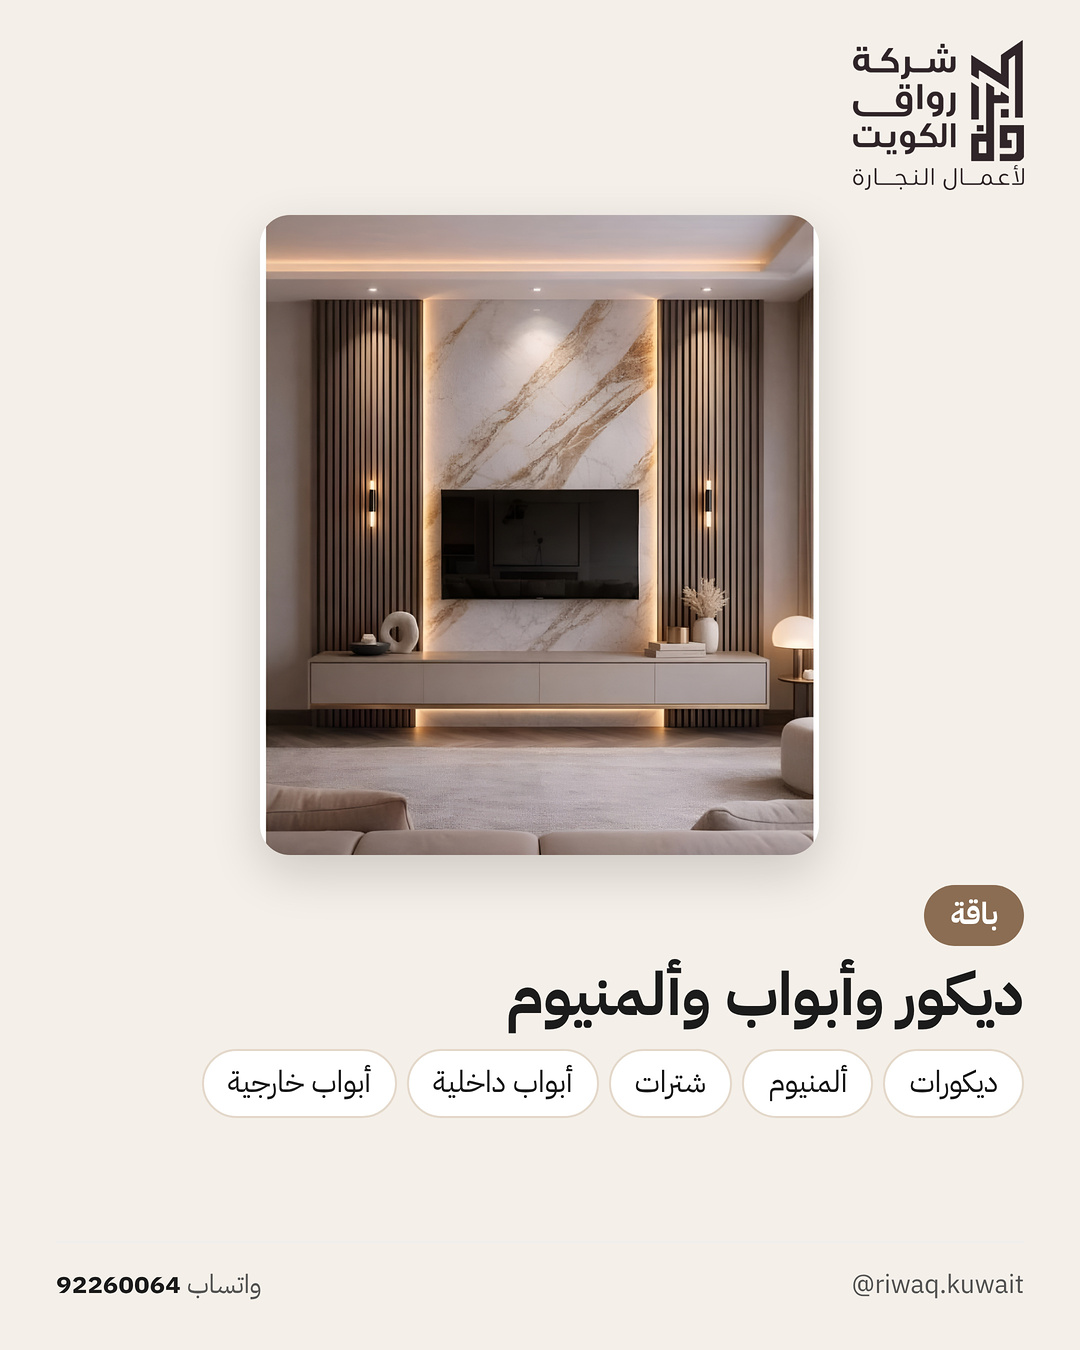 شركة
رواق
الكويت
لأعمال النجارة
باقة
ديكور وأبواب وألمنيوم
ديكورات
ألمنيوم
شترات
أبواب داخلية
أبواب خارجية
@riwaq.kuwait
واتساب 92260064